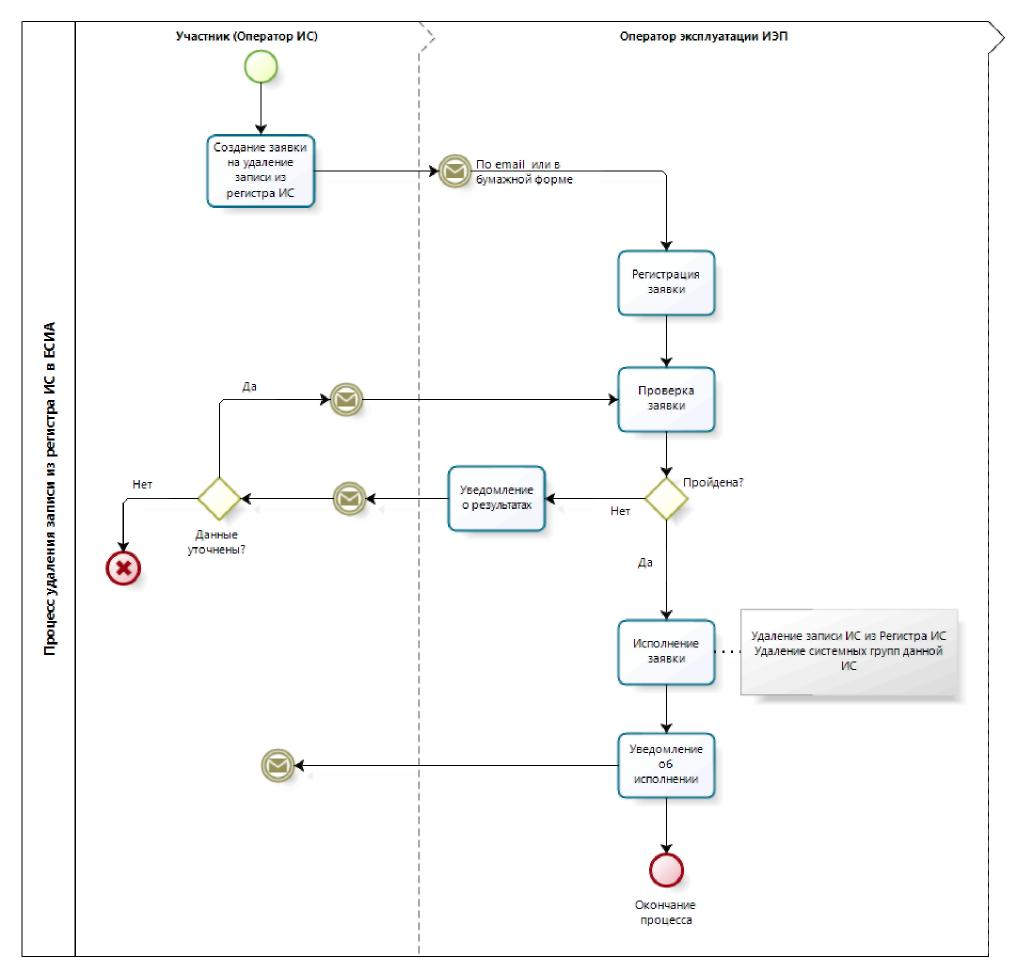 Процесс удаления записи из регистра ИС в ЕСИА
Участник (Оператор ИС)
Оператор эксплуатации ИЭП
Создание заявки
на удаление
записи из
регистра ИС
По email или в
бумажной форме
Регистрация
заявки
Да
Проверка
заявки
Нет
Данные
уточнены?
Уведомление
о результатах
Пройдена?
Нет
Да
Исполнение
заявки
Удаление записи ИС из Регистра ИС
Удаление системных групп данной
ИС
Уведомление
об
исполнении
Окончание
процесса